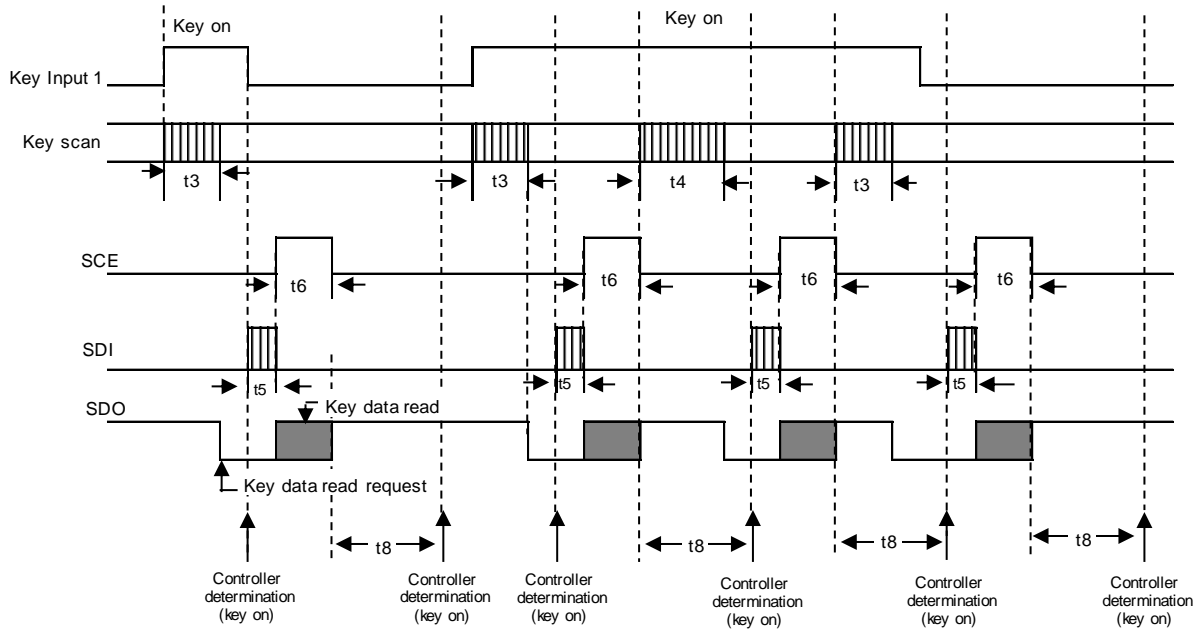 Key on
Key on
Key Input 1
Key scan
t3
t3
t4
t3
SCE
t6
t6
t6
t6
SDI
t5
t5
t5
t5
SDO
Key data read
Key data read request
t8
t8
t8
t8
Controller
determination
(key on)
Controller
determination
(key on)
Controller
determination
(key on)
Controller
determination
(key on)
Controller
determination
(key on)
Controller
determination
(key on)